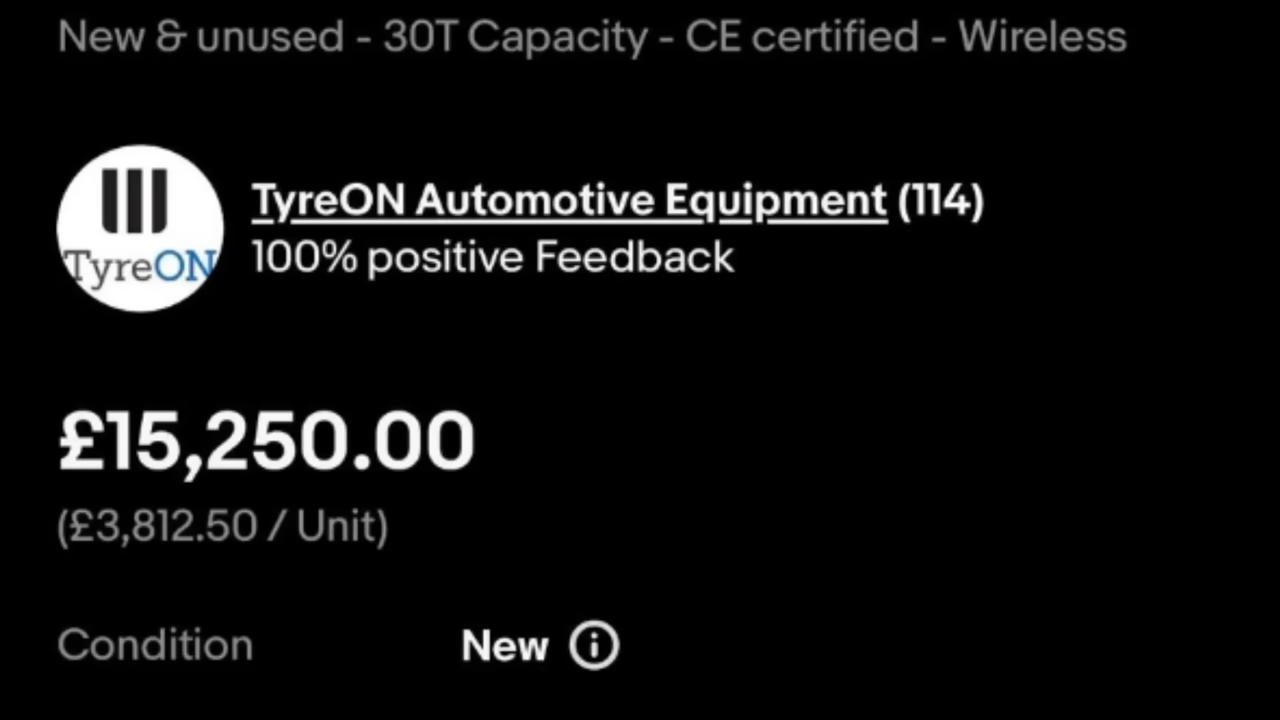 New & unused - 30T Capacity - CE certified - Wireless
TyreON
TyreON Automotive Equipment (114)
100% positive Feedback
£15,250.00
(£3,812.50 / Unit)
Condition
New